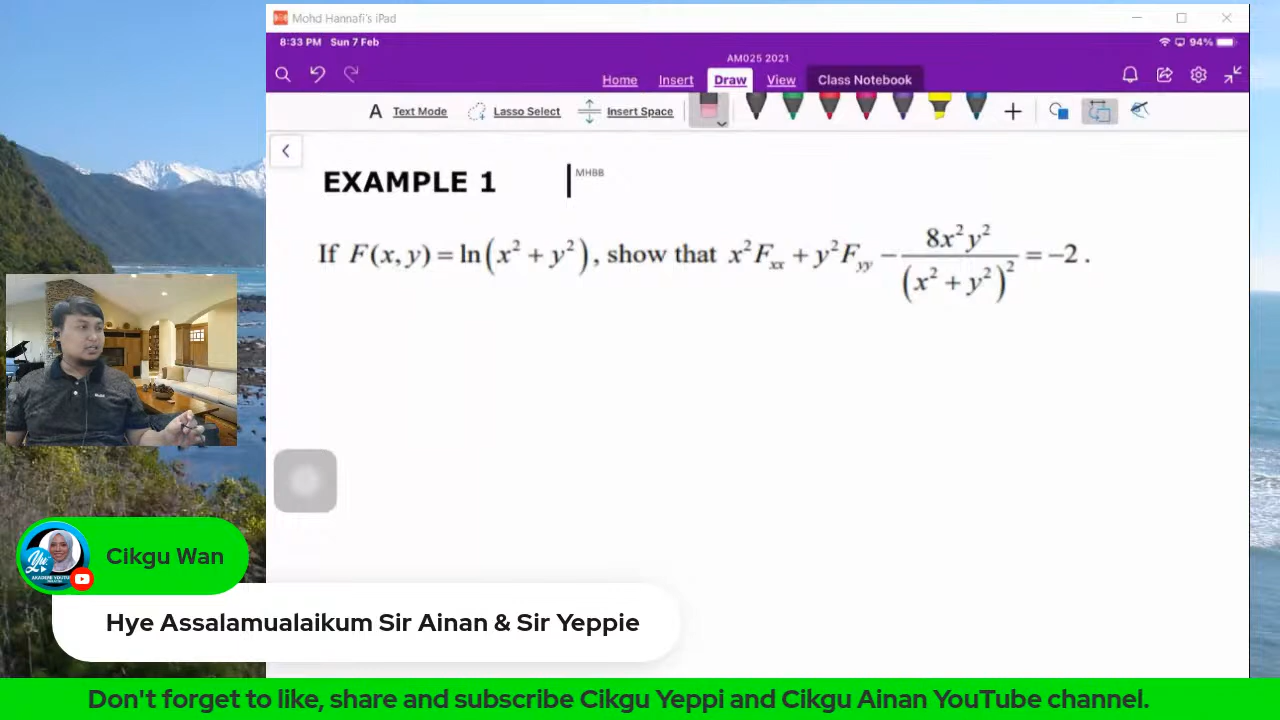 Mohd Hannafi's iPad
8:33 PM Sun 7 Feb
94%
AM025 2021
Home Insert Draw View Class Notebook
A Text Mode Lasso Select Insert Space
EXAMPLE 1 MHBB
If F(x, y) = ln(x² + y²), show that x²Fₓₓ + y²F_yy − 8x²y² / (x² + y²)² = −2 .
Cikgu Wan
Hye Assalamualaikum Sir Ainan & Sir Yeppie
Don't forget to like, share and subscribe Cikgu Yeppi and Cikgu Ainan YouTube channel.